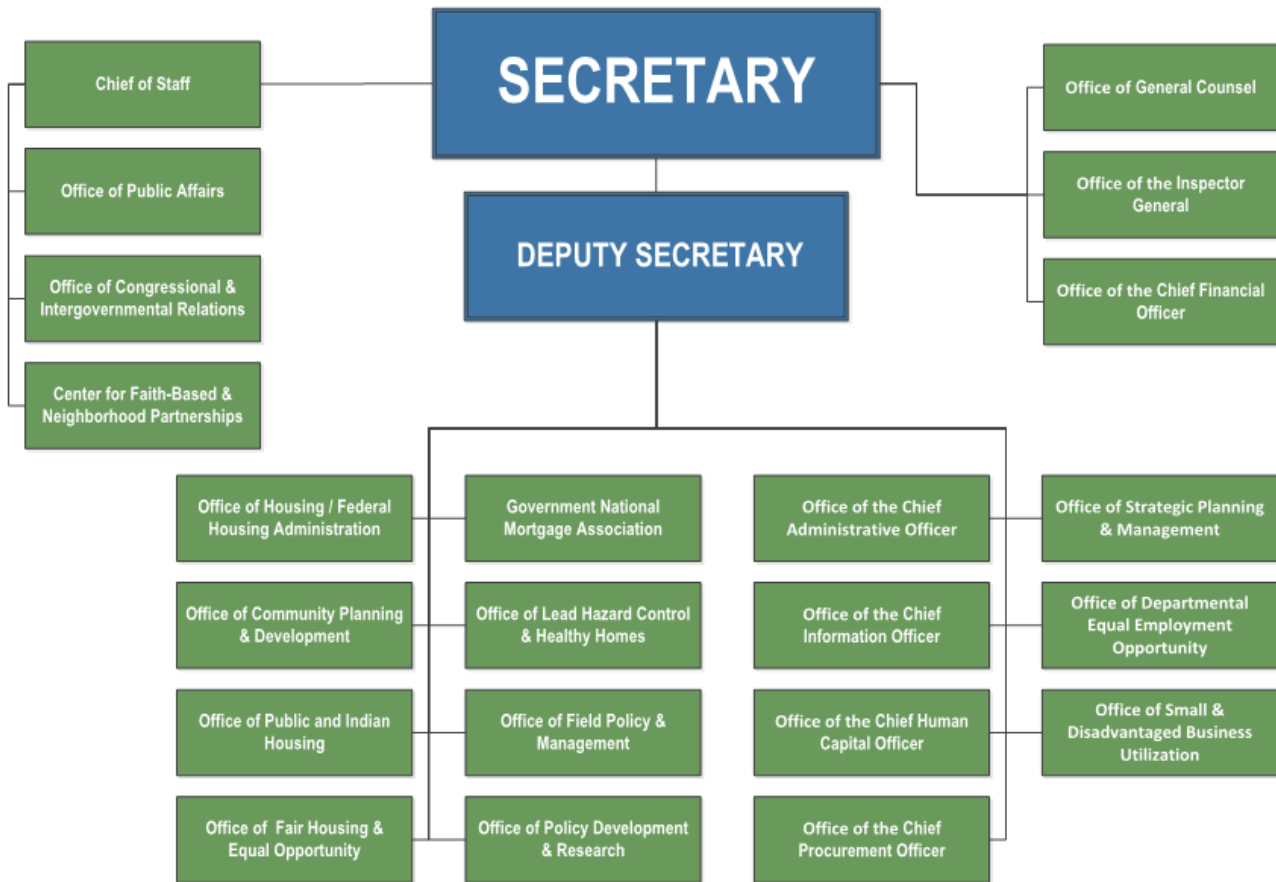 SECRETARY
Chief of Staff
Office of Public Affairs
Office of Congressional &
Intergovernmental Relations
Center for Faith-Based &
Neighborhood Partnerships
Office of General Counsel
Office of the Inspector
General
Office of the Chief Financial
Officer
DEPUTY SECRETARY
Office of Housing / Federal
Housing Administration
Government National
Mortgage Association
Office of the Chief
Administrative Officer
Office of Strategic Planning
& Management
Office of Community Planning
& Development
Office of Lead Hazard Control
& Healthy Homes
Office of the Chief
Information Officer
Office of Departmental
Equal Employment
Opportunity
Office of Public and Indian
Housing
Office of Field Policy &
Management
Office of the Chief Human
Capital Officer
Office of Small &
Disadvantaged Business
Utilization
Office of Fair Housing &
Equal Opportunity
Office of Policy Development
& Research
Office of the Chief
Procurement Officer